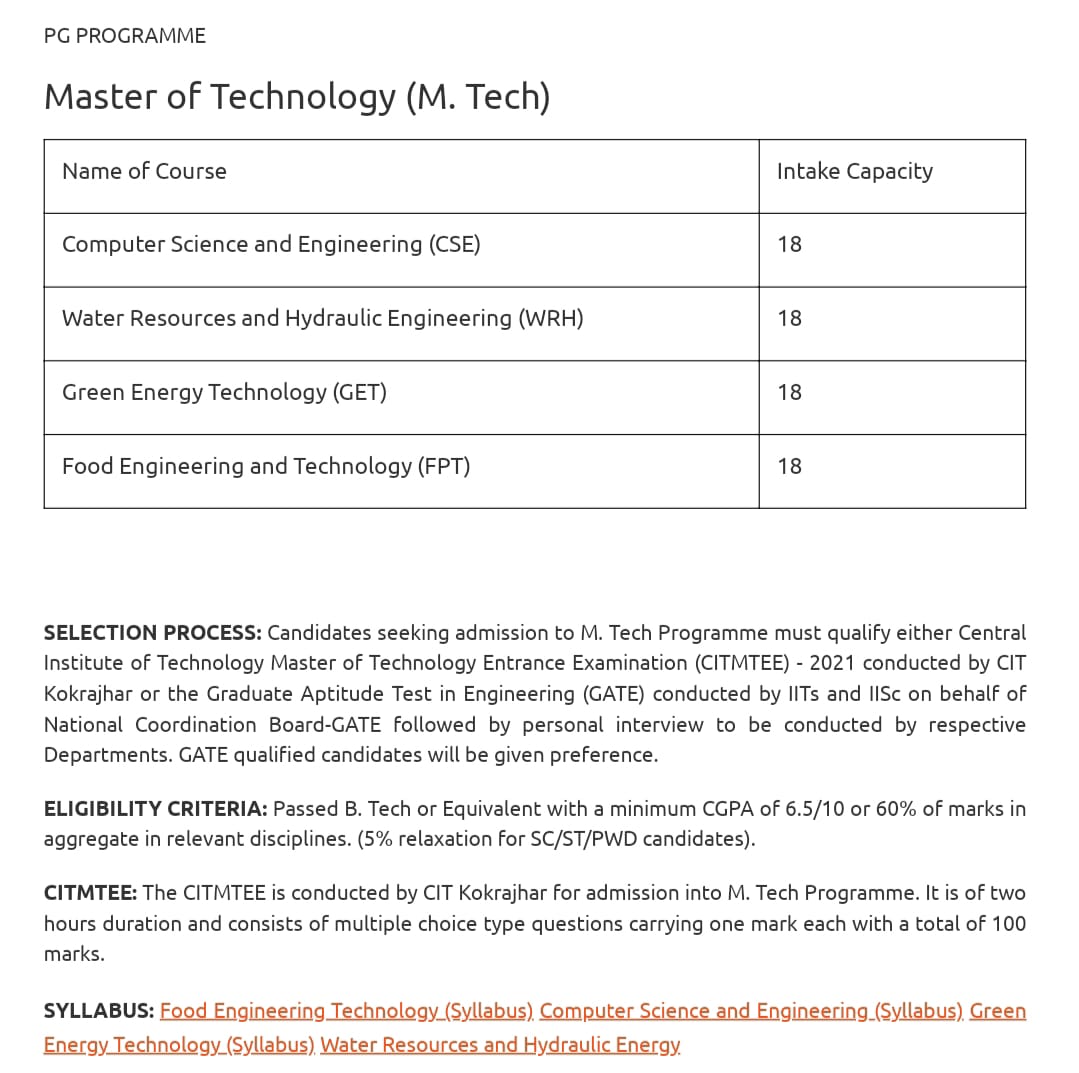 PG PROGRAMME
Master of Technology (M. Tech)
Name of Course Intake Capacity
Computer Science and Engineering (CSE) 18
Water Resources and Hydraulic Engineering (WRH) 18
Green Energy Technology (GET) 18
Food Engineering and Technology (FPT) 18
SELECTION PROCESS: Candidates seeking admission to M. Tech Programme must qualify either Central
Institute of Technology Master of Technology Entrance Examination (CITMTEE) - 2021 conducted by CIT
Kokrajhar or the Graduate Aptitude Test in Engineering (GATE) conducted by IITs and IISc on behalf of
National Coordination Board-GATE followed by personal interview to be conducted by respective
Departments. GATE qualified candidates will be given preference.
ELIGIBILITY CRITERIA: Passed B. Tech or Equivalent with a minimum CGPA of 6.5/10 or 60% of marks in
aggregate in relevant disciplines. (5% relaxation for SC/ST/PWD candidates).
CITMTEE: The CITMTEE is conducted by CIT Kokrajhar for admission into M. Tech Programme. It is of two
hours duration and consists of multiple choice type questions carrying one mark each with a total of 100
marks.
SYLLABUS: Food Engineering Technology (Syllabus) Computer Science and Engineering (Syllabus) Green
Energy Technology (Syllabus) Water Resources and Hydraulic Energy